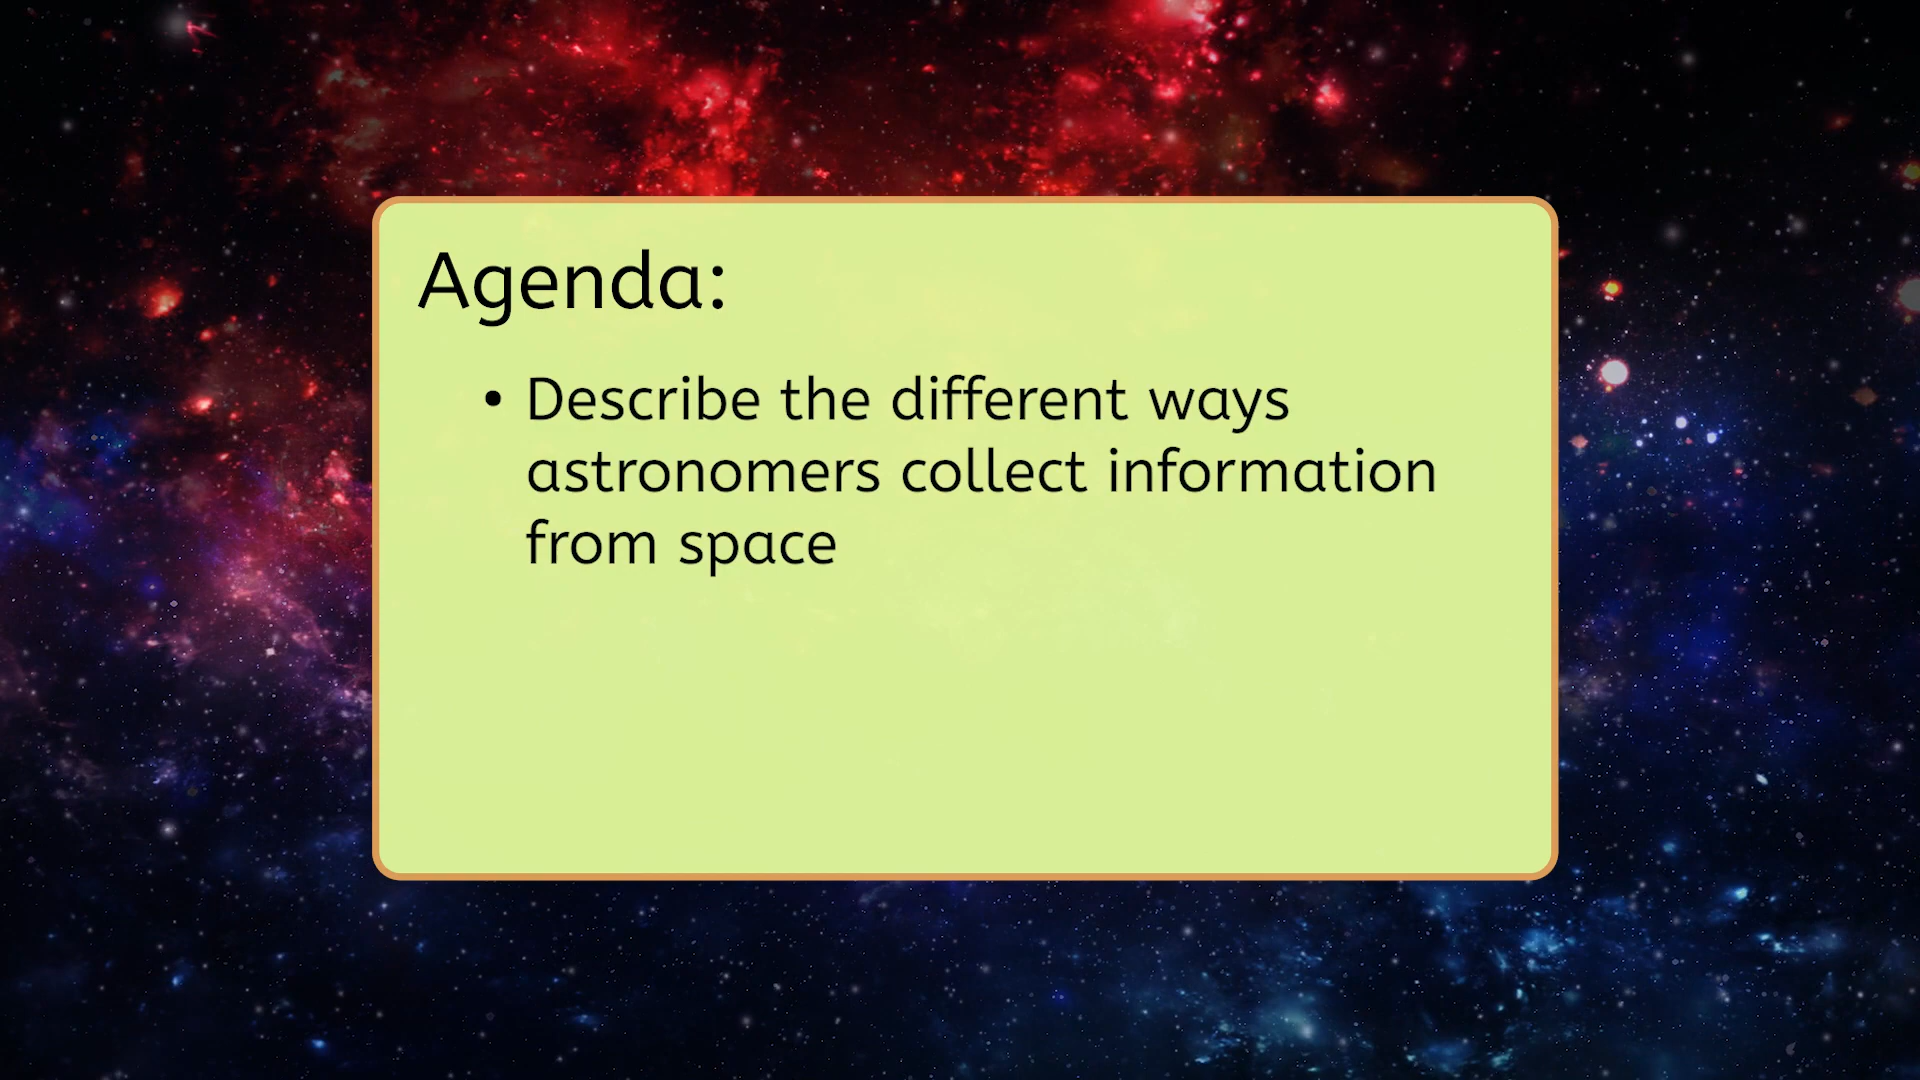 Agenda:
• Describe the different ways
astronomers collect information
from space